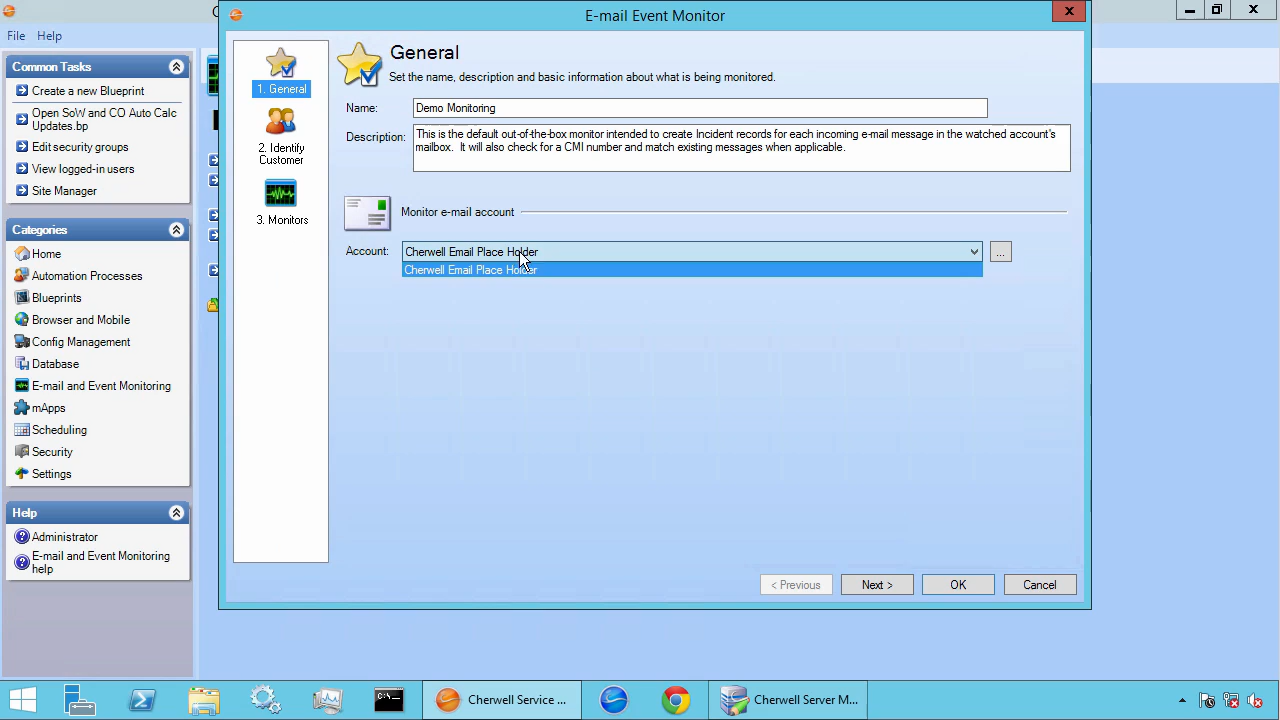 E-mail Event Monitor
File Help
Common Tasks
Create a new Blueprint
Open SoW and CO Auto Calc
Updates.bp
Edit security groups
View logged-in users
Site Manager
Categories
Home
Automation Processes
Blueprints
Browser and Mobile
Config Management
Database
E-mail and Event Monitoring
mApps
Scheduling
Security
Settings
Help
Administrator
E-mail and Event Monitoring
help
1. General
2. Identify
Customer
3. Monitors
General
Set the name, description and basic information about what is being monitored.
Name: Demo Monitoring
Description: This is the default out-of-the-box monitor intended to create Incident records for each incoming e-mail message in the watched account's
mailbox. It will also check for a CMI number and match existing messages when applicable.
Monitor e-mail account
Account: Cherwell Email Place Holder
...
Cherwell Email Place Holder
< Previous Next > OK Cancel
Cherwell Service ... Cherwell Server M...